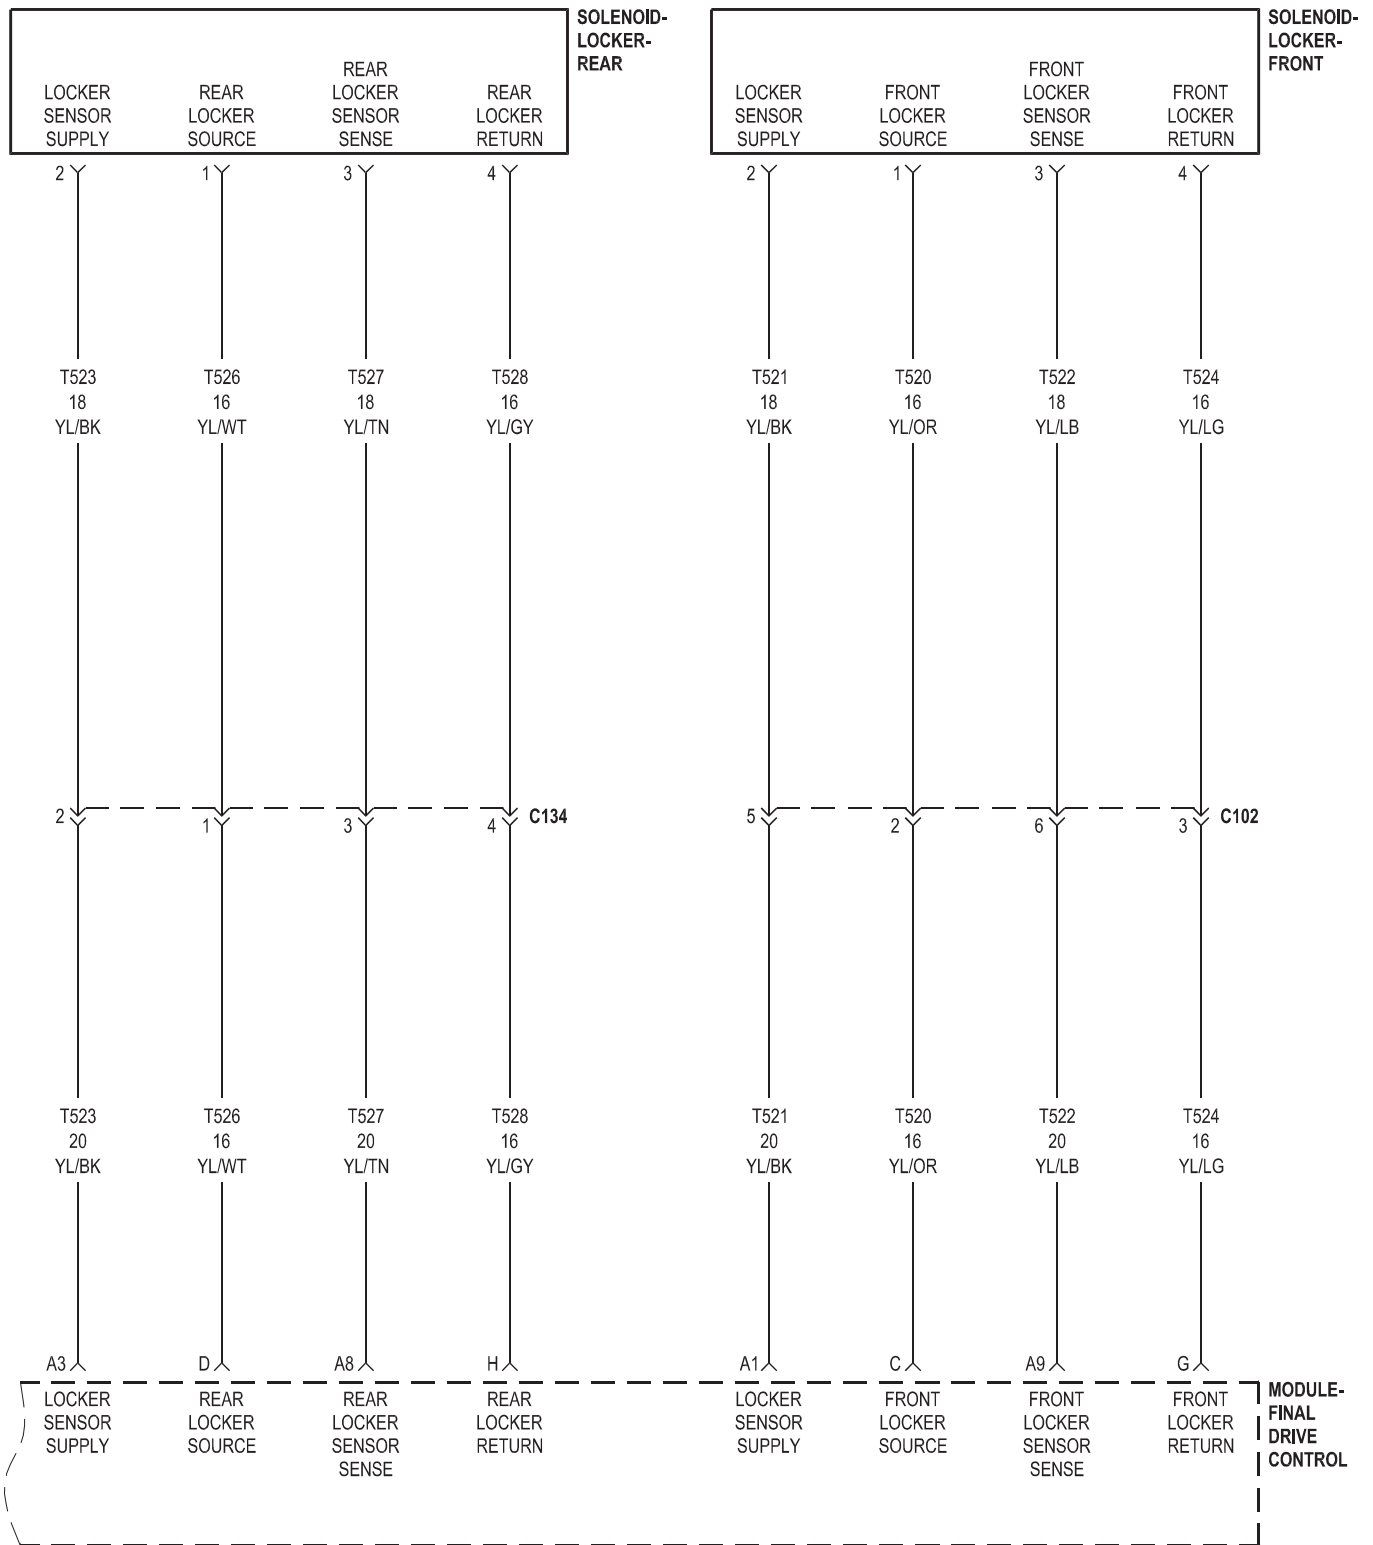 SOLENOID-
LOCKER-
REAR
LOCKER
SENSOR
SUPPLY
REAR
LOCKER
SOURCE
REAR
LOCKER
SENSOR
SENSE
REAR
LOCKER
RETURN
2
1
3
4
SOLENOID-
LOCKER-
FRONT
LOCKER
SENSOR
SUPPLY
FRONT
LOCKER
SOURCE
FRONT
LOCKER
SENSOR
SENSE
FRONT
LOCKER
RETURN
2
1
3
4
T523
18
YL/BK
T526
16
YL/WT
T527
18
YL/TN
T528
16
YL/GY
T521
18
YL/BK
T520
16
YL/OR
T522
18
YL/LB
T524
16
YL/LG
2
1
3
4
C134
5
2
6
3
C102
T523
20
YL/BK
T526
16
YL/WT
T527
20
YL/TN
T528
16
YL/GY
T521
20
YL/BK
T520
16
YL/OR
T522
20
YL/LB
T524
16
YL/LG
A3
D
A8
H
A1
C
A9
G
LOCKER
SENSOR
SUPPLY
REAR
LOCKER
SOURCE
REAR
LOCKER
SENSOR
SENSE
REAR
LOCKER
RETURN
LOCKER
SENSOR
SUPPLY
FRONT
LOCKER
SOURCE
FRONT
LOCKER
SENSOR
SENSE
FRONT
LOCKER
RETURN
MODULE-
FINAL
DRIVE
CONTROL